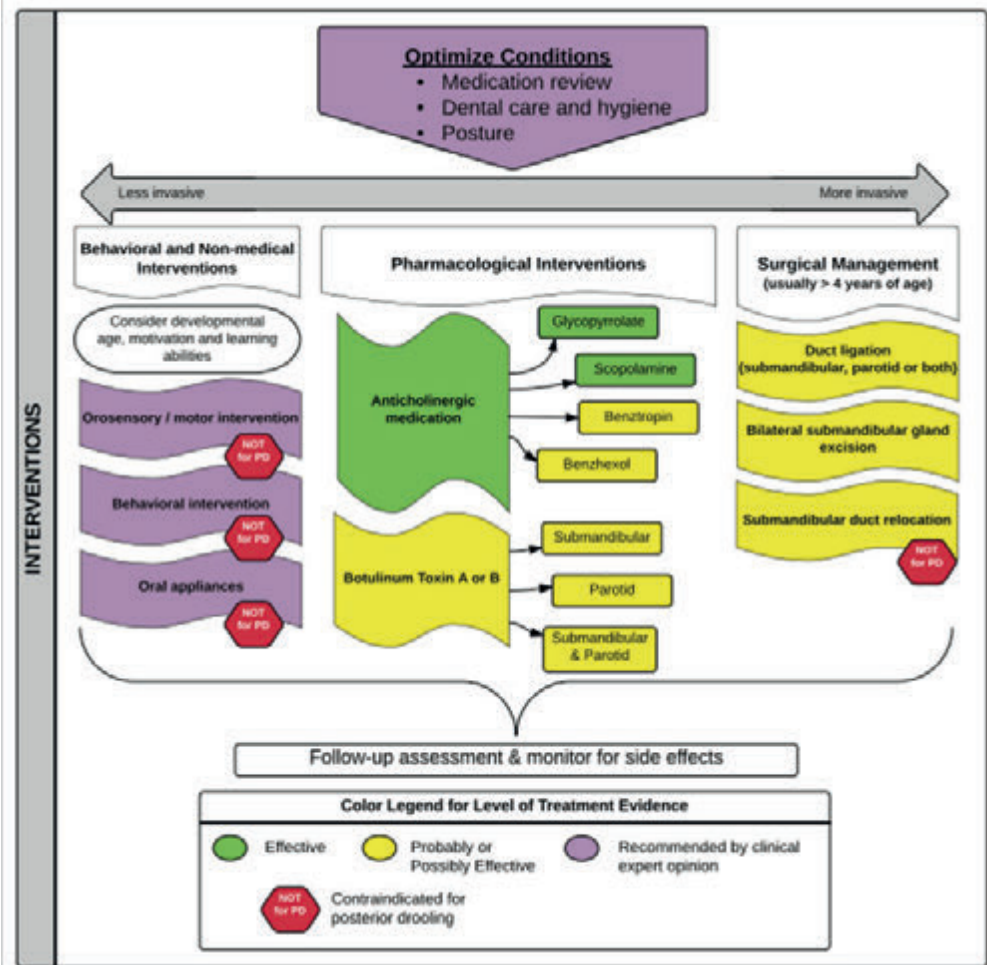 Optimize Conditions
• Medication review
• Dental care and hygiene
• Posture
Less invasive
More invasive
INTERVENTIONS
Behavioral and Non-medical
Interventions
Consider developmental
age, motivation and learning
abilities
Orosensory / motor intervention
NOT
for PD
Behavioral intervention
NOT
for PD
Oral appliances
NOT
for PD
Pharmacological Interventions
Anticholinergic
medication
Glycopyrrolate
Scopolamine
Benztropin
Benzhexol
Botulinum Toxin A or B
Submandibular
Parotid
Submandibular
& Parotid
Surgical Management
(usually > 4 years of age)
Duct ligation
(submandibular, parotid or both)
Bilateral submandibular gland
excision
Submandibular duct relocation
NOT
for PD
Follow-up assessment & monitor for side effects
Color Legend for Level of Treatment Evidence
Effective
Probably or
Possibly Effective
Recommended by clinical
expert opinion
NOT
for PD
Contraindicated for
posterior drooling